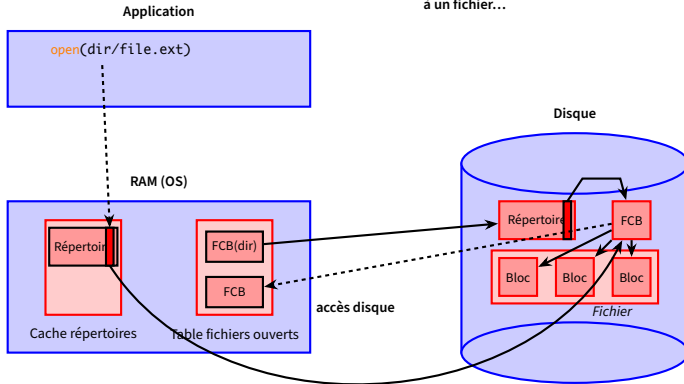 à un fichier...
Application
open(dir/file.ext)
Disque
RAM (OS)
Répertoire
FCB(dir)
FCB
Répertoire
FCB
Bloc
Bloc
Bloc
Fichier
accès disque
Cache répertoires
Table fichiers ouverts